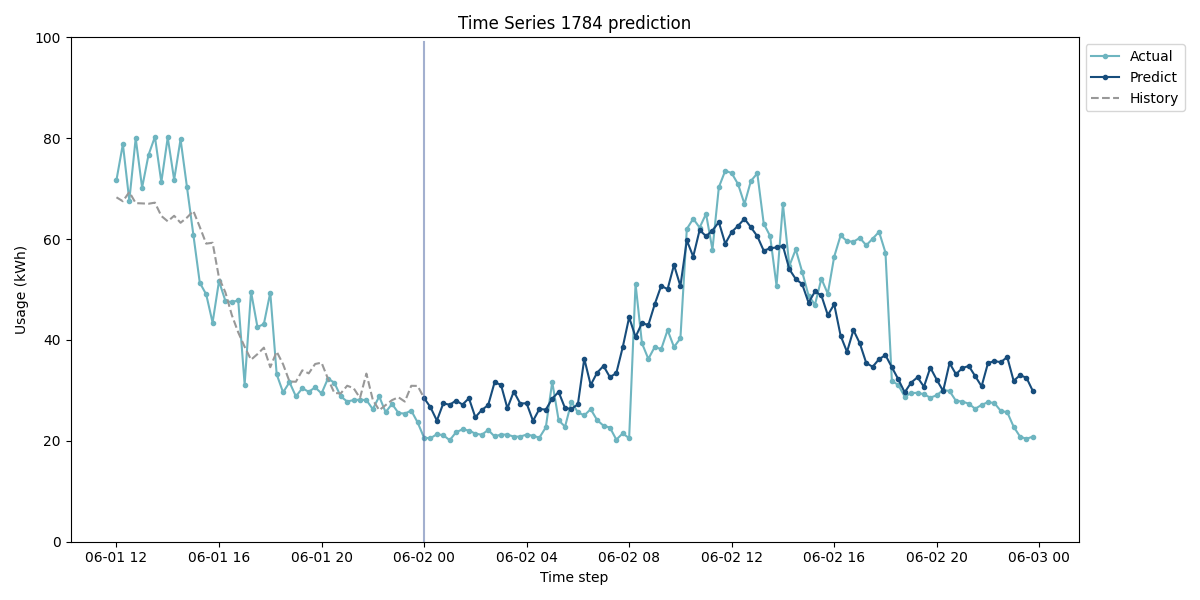 Time Series 1784 prediction
100
80
60
40
20
0
Usage (kWh)
06-01 12
06-01 16
06-01 20
06-02 00
06-02 04
06-02 08
06-02 12
06-02 16
06-02 20
06-03 00
Time step
Actual
Predict
History